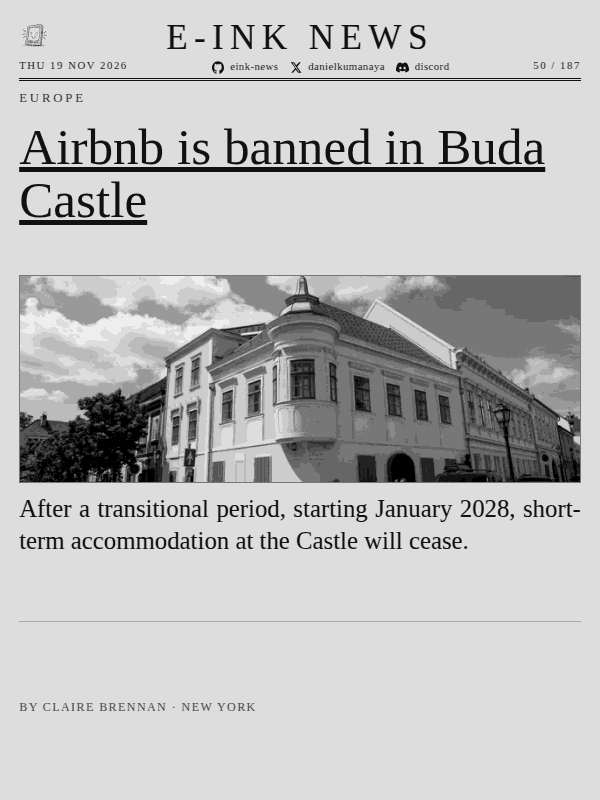 E-INK NEWS
THU 19 NOV 2026
eink-news
danielkumanaya
discord
50 / 187
EUROPE
Airbnb is banned in Buda
Castle
After a transitional period, starting January 2028, short-
term accommodation at the Castle will cease.
BY CLAIRE BRENNAN · NEW YORK